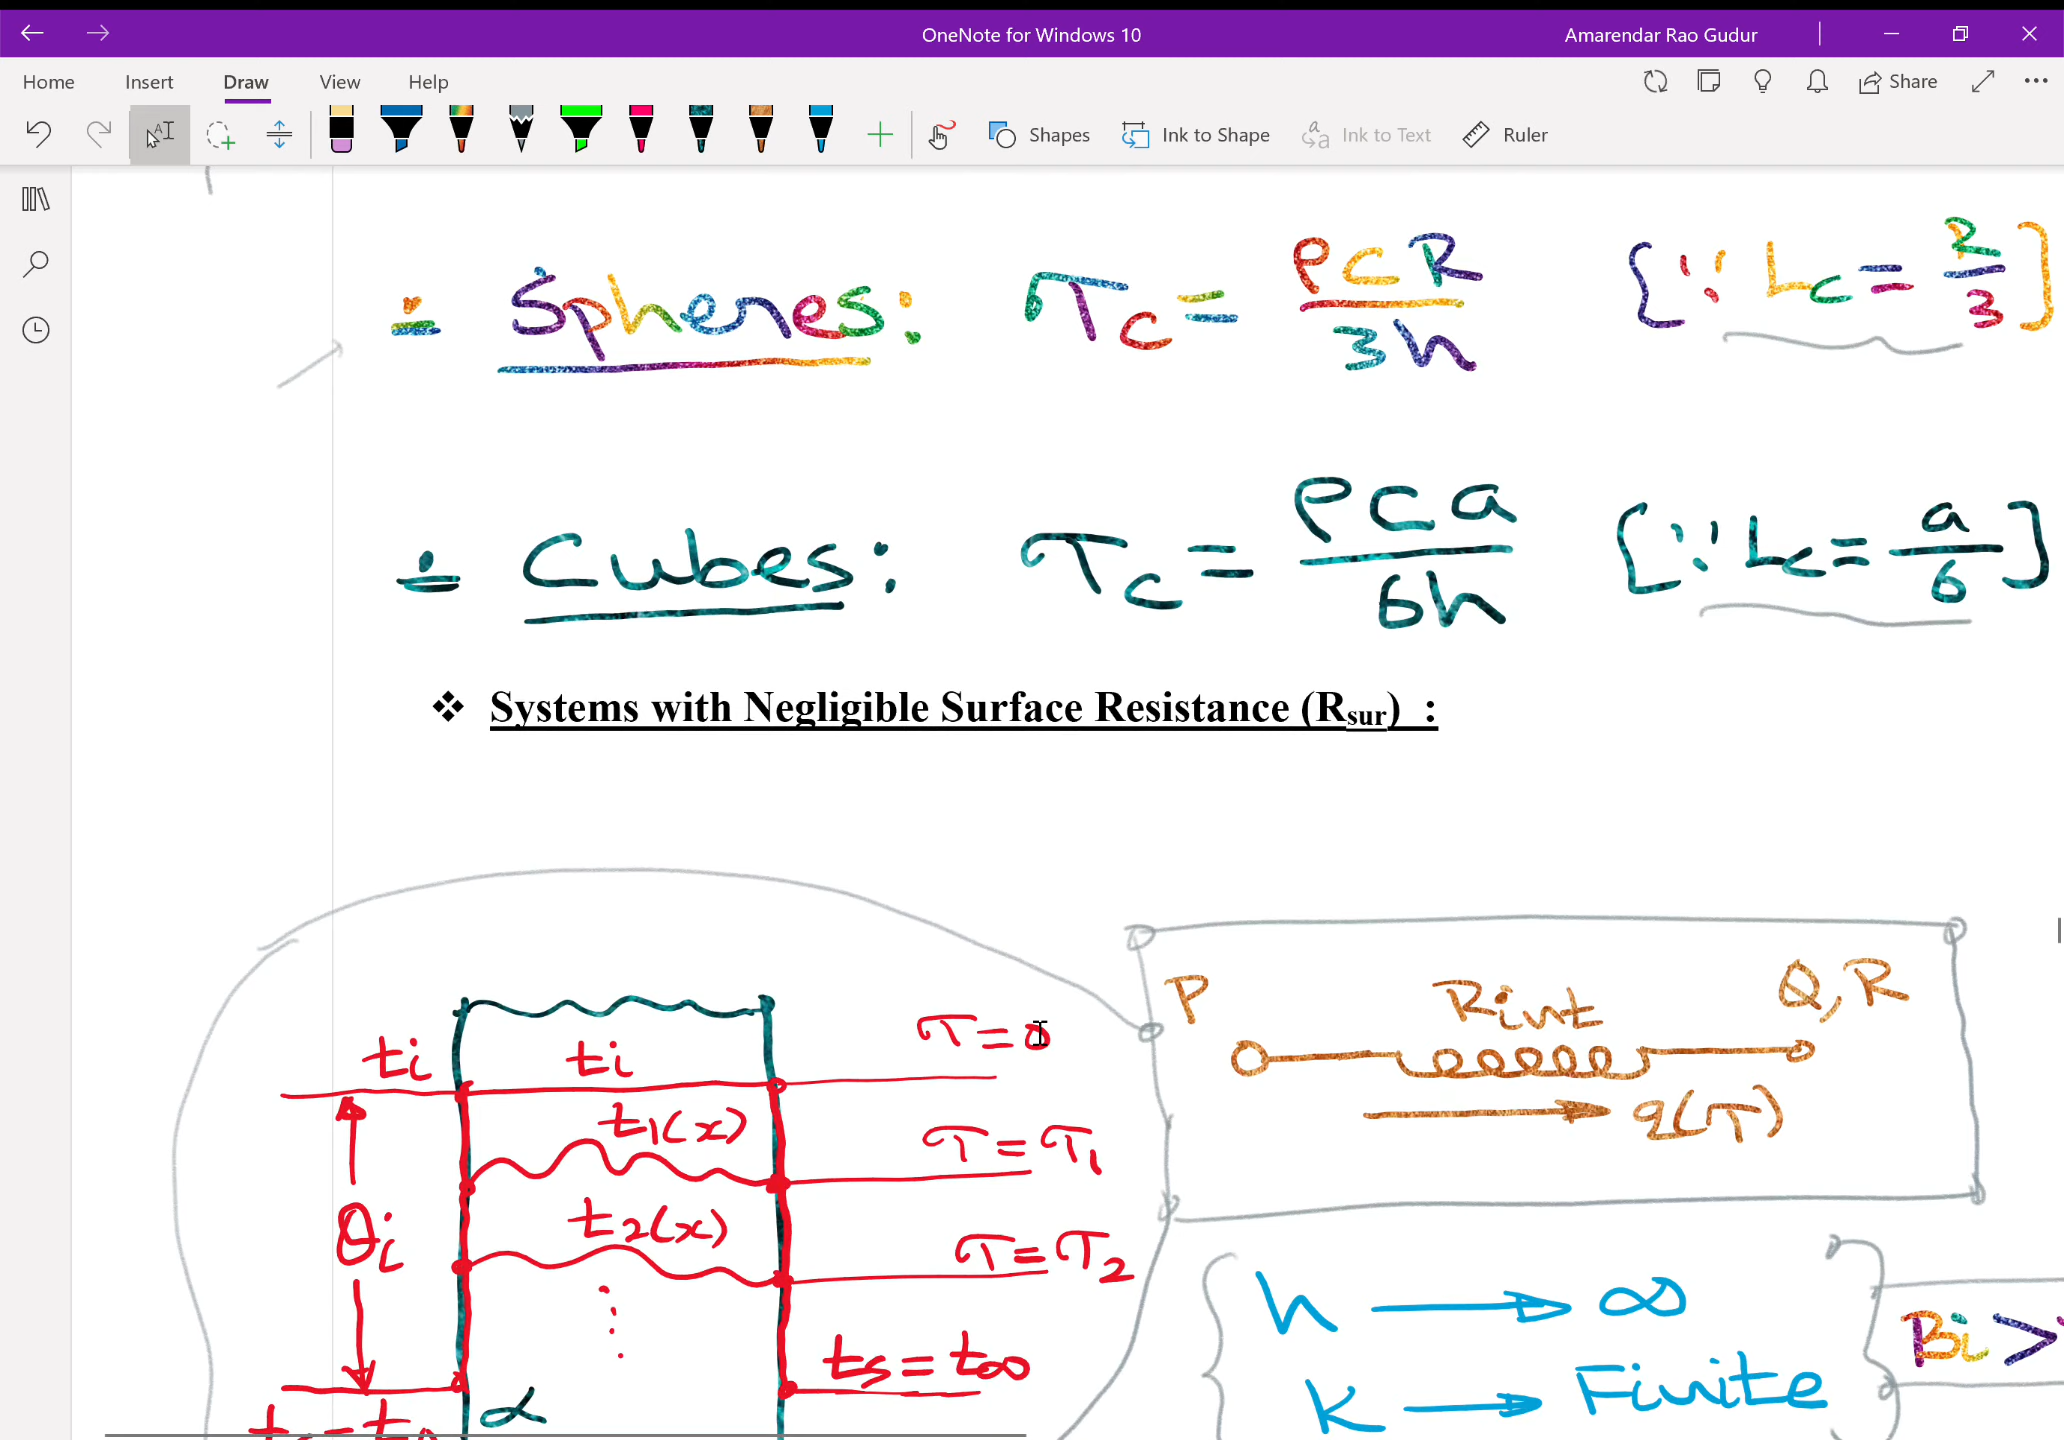 OneNote for Windows 10
Amarendar Rao Gudur
Home Insert Draw View Help
Share
Shapes Ink to Shape Ink to Text Ruler
÷ Spheres: τc = ρCR/3h [∵ Lc = R/3]
÷ Cubes: τc = ρCa/6h [∵ Lc = a/6]
❖ Systems with Negligible Surface Resistance (Rsur) :
P Rint Q, R
q(τ)
ti ti τ=0
t1(x) τ=τ1
θi t2(x) τ=τ2
ts = t∞
α
h → ∞
k → Finite
Bi >